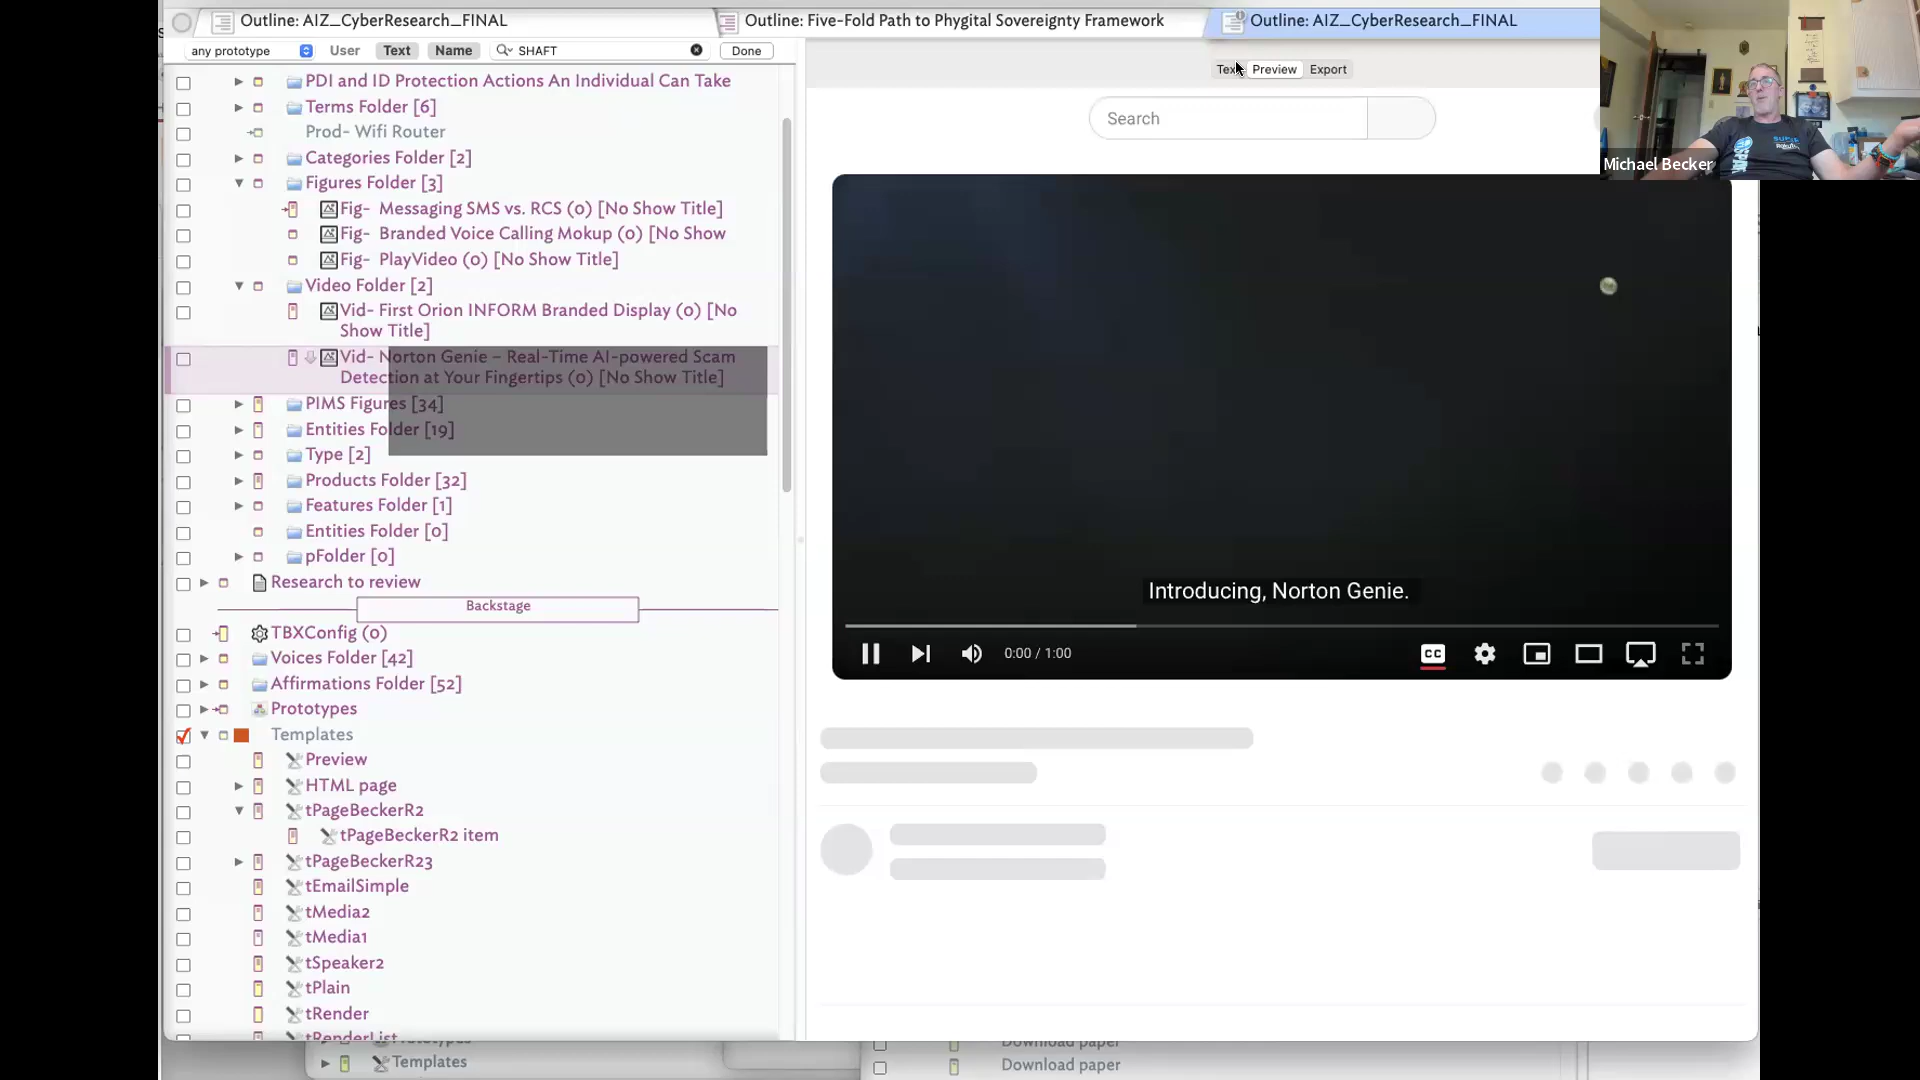 Outline: AIZ_CyberResearch_FINAL
Outline: Five-Fold Path to Phygital Sovereignty Framework
Outline: AIZ_CyberResearch_FINAL
any prototype User Text Name SHAFT Done
PDI and ID Protection Actions An Individual Can Take
Terms Folder [6]
Prod- Wifi Router
Categories Folder [2]
Figures Folder [3]
Fig- Messaging SMS vs. RCS (0) [No Show Title]
Fig- Branded Voice Calling Mokup (0) [No Show
Fig- PlayVideo (0) [No Show Title]
Video Folder [2]
Vid- First Orion INFORM Branded Display (0) [No
Show Title]
Vid- Norton Genie – Real-Time AI-powered Scam
Detection at Your Fingertips (0) [No Show Title]
PIMS Figures [34]
Entities Folder [19]
Type [2]
Products Folder [32]
Features Folder [1]
Entities Folder [0]
pFolder [0]
Research to review
Backstage
TBXConfig (0)
Voices Folder [42]
Affirmations Folder [52]
Prototypes
Templates
Preview
HTML page
tPageBeckerR2
tPageBeckerR2 item
tPageBeckerR23
tEmailSimple
tMedia2
tMedia1
tSpeaker2
tPlain
tRender
tRenderList
Templates
Text Preview Export
Search
Introducing, Norton Genie.
0:00 / 1:00
CC
Download paper
Download paper
Michael Becker